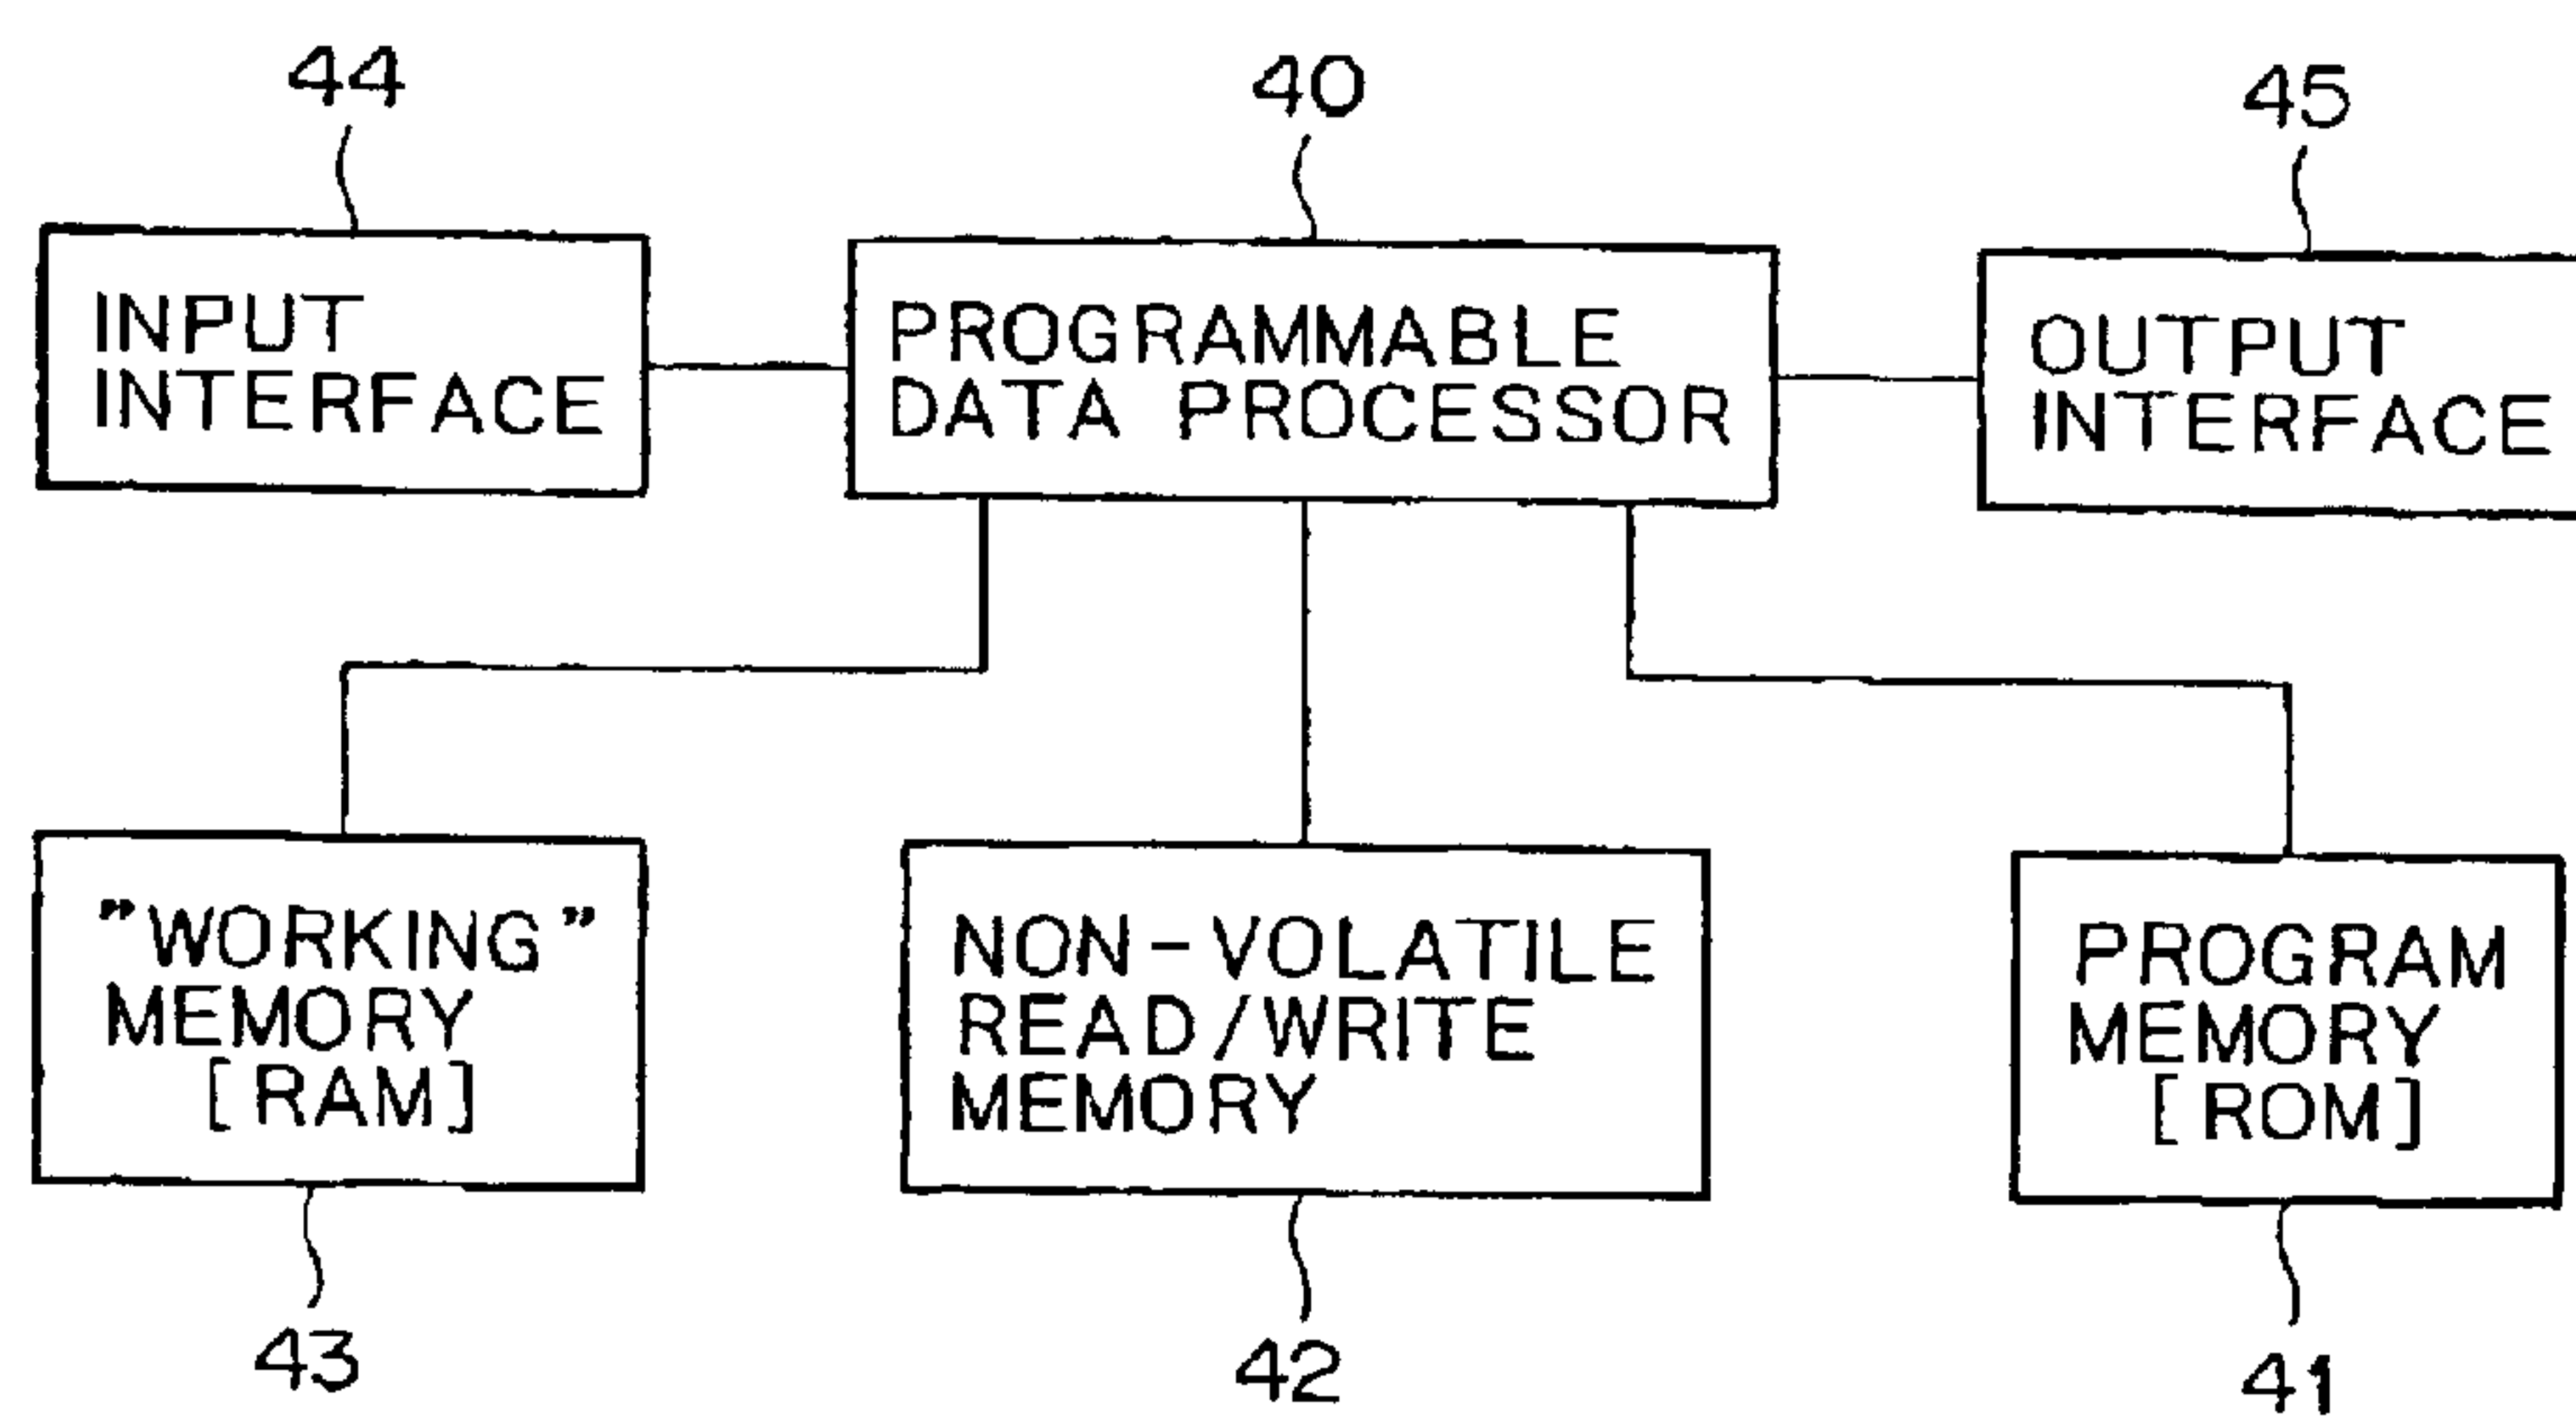 44
40
45
INPUT
INTERFACE
PROGRAMMABLE
DATA PROCESSOR
OUTPUT
INTERFACE
"WORKING"
MEMORY
[RAM]
NON-VOLATILE
READ/WRITE
MEMORY
PROGRAM
MEMORY
[ROM]
43
42
41